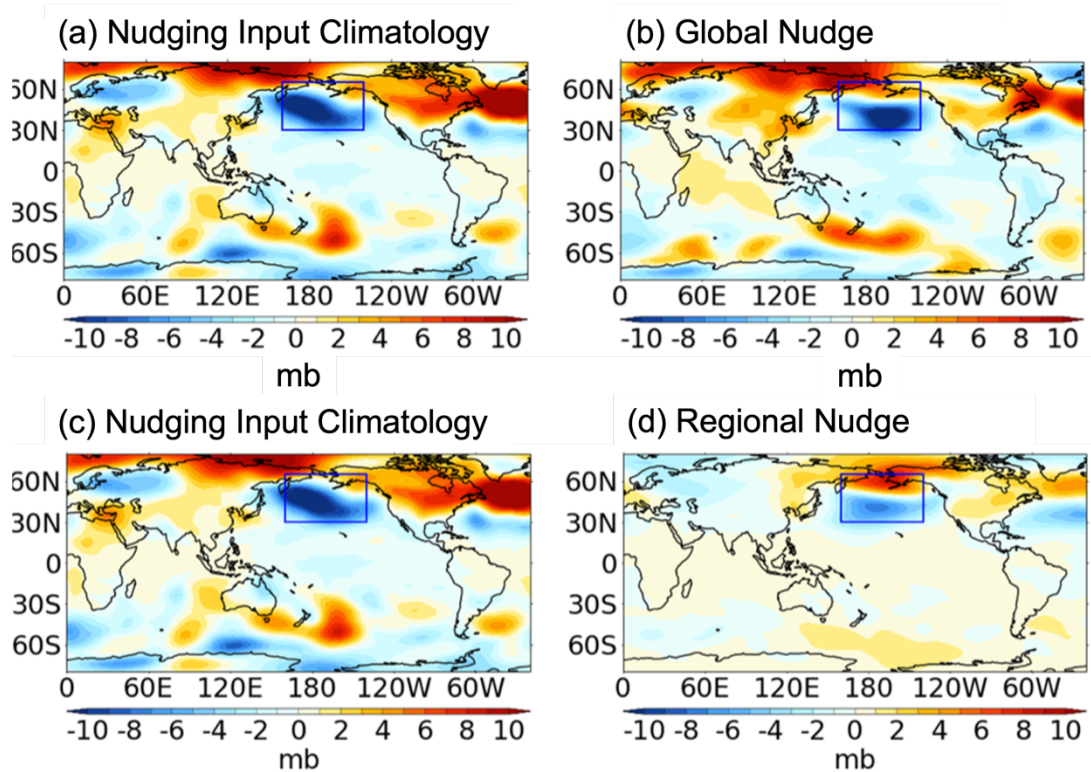 (a) Nudging Input Climatology
(b) Global Nudge
60N
30N
0
30S
60S
0 60E 120E 180 120W 60W
-10 -8 -6 -4 -2 0 2 4 6 8 10
mb
60N
30N
0
30S
60S
0 60E 120E 180 120W 60W
-10 -8 -6 -4 -2 0 2 4 6 8 10
mb
(c) Nudging Input Climatology
(d) Regional Nudge
60N
30N
0
30S
60S
0 60E 120E 180 120W 60W
-10 -8 -6 -4 -2 0 2 4 6 8 10
mb
60N
30N
0
30S
60S
0 60E 120E 180 120W 60W
-10 -8 -6 -4 -2 0 2 4 6 8 10
mb